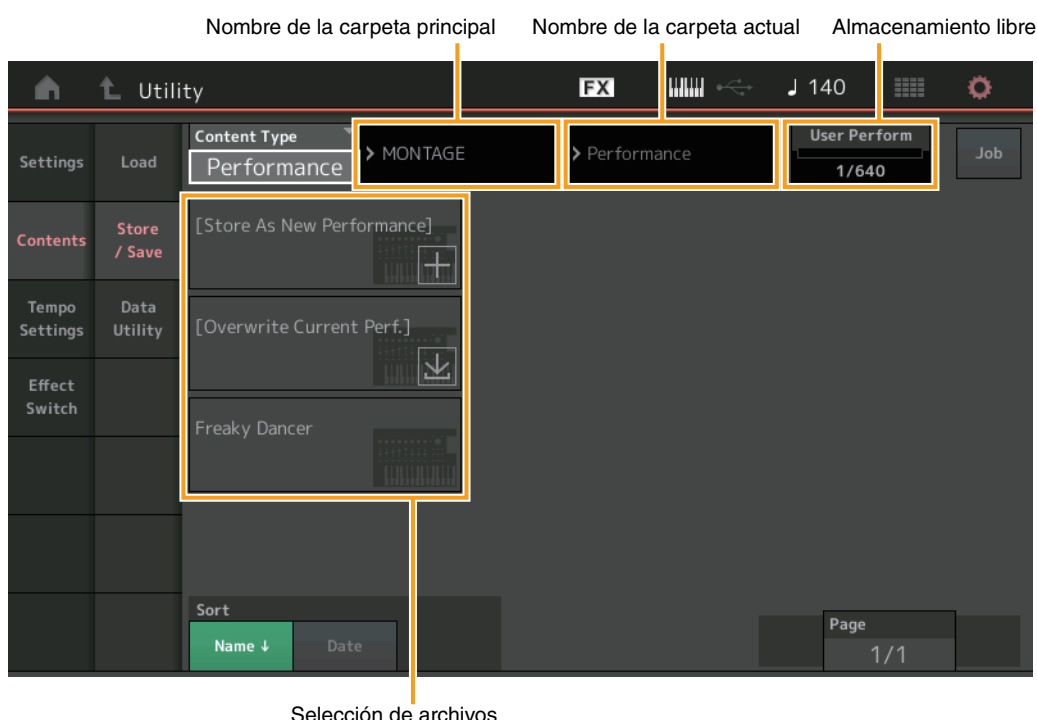 Nombre de la carpeta principal
Nombre de la carpeta actual
Almacenamiento libre
Utility
FX
140
Settings
Load
Content Type
Performance
> MONTAGE
> Performance
User Perform
1/640
Job
Contents
Store
/ Save
[Store As New Performance]
Tempo
Settings
Data
Utility
[Overwrite Current Perf.]
Effect
Switch
Freaky Dancer
Sort
Name ↓
Date
Page
1/1
Selección de archivos